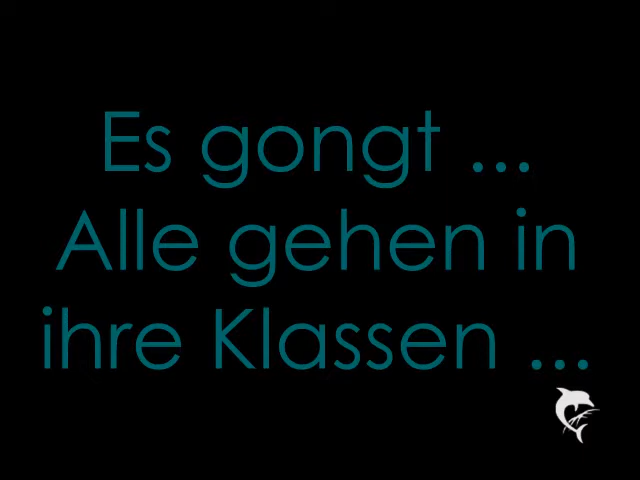 Es gongt ...
Alle gehen in
ihre Klassen ...